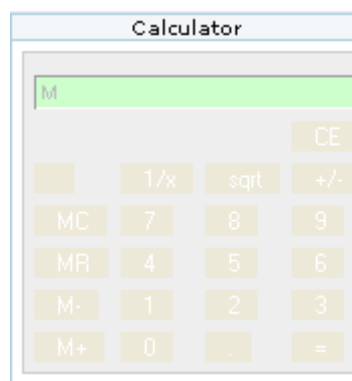 Calculator
M
CE
1/x sqrt +/-
MC 7 8 9
MR 4 5 6
M- 1 2 3
M+ 0 . =